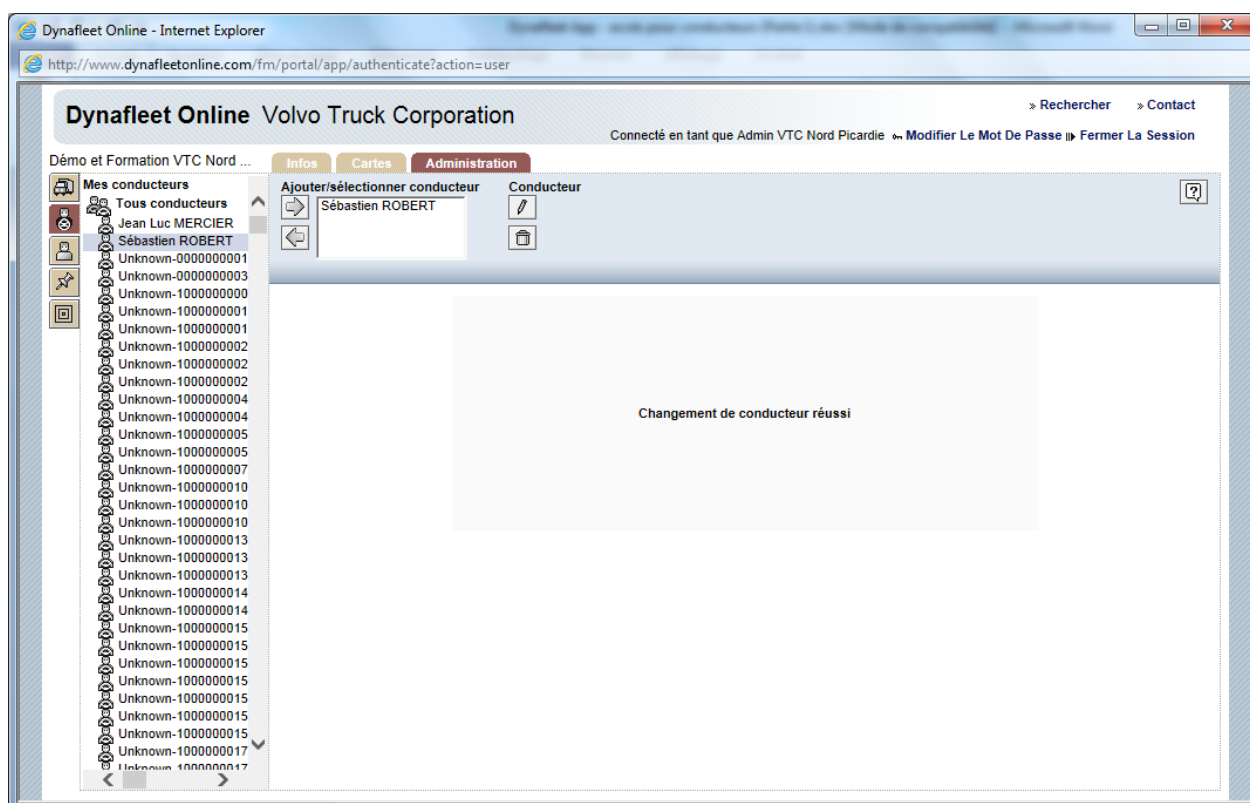 Dynafleet Online - Internet Explorer
http://www.dynafleetonline.com/fm/portal/app/authenticate?action=user
Dynafleet Online Volvo Truck Corporation
» Rechercher » Contact
Connecté en tant que Admin VTC Nord Picardie Modifier Le Mot De Passe Fermer La Session
Démo et Formation VTC Nord ...
Infos Cartes Administration
Mes conducteurs
Tous conducteurs
Jean Luc MERCIER
Sébastien ROBERT
Unknown-0000000001
Unknown-0000000003
Unknown-1000000000
Unknown-1000000001
Unknown-1000000001
Unknown-1000000002
Unknown-1000000002
Unknown-1000000002
Unknown-1000000004
Unknown-1000000004
Unknown-1000000005
Unknown-1000000005
Unknown-1000000007
Unknown-1000000010
Unknown-1000000010
Unknown-1000000010
Unknown-1000000013
Unknown-1000000013
Unknown-1000000013
Unknown-1000000014
Unknown-1000000014
Unknown-1000000015
Unknown-1000000015
Unknown-1000000015
Unknown-1000000015
Unknown-1000000015
Unknown-1000000015
Unknown-1000000015
Unknown-1000000017
Unknown-1000000017
Ajouter/sélectionner conducteur
Sébastien ROBERT
Conducteur
Changement de conducteur réussi